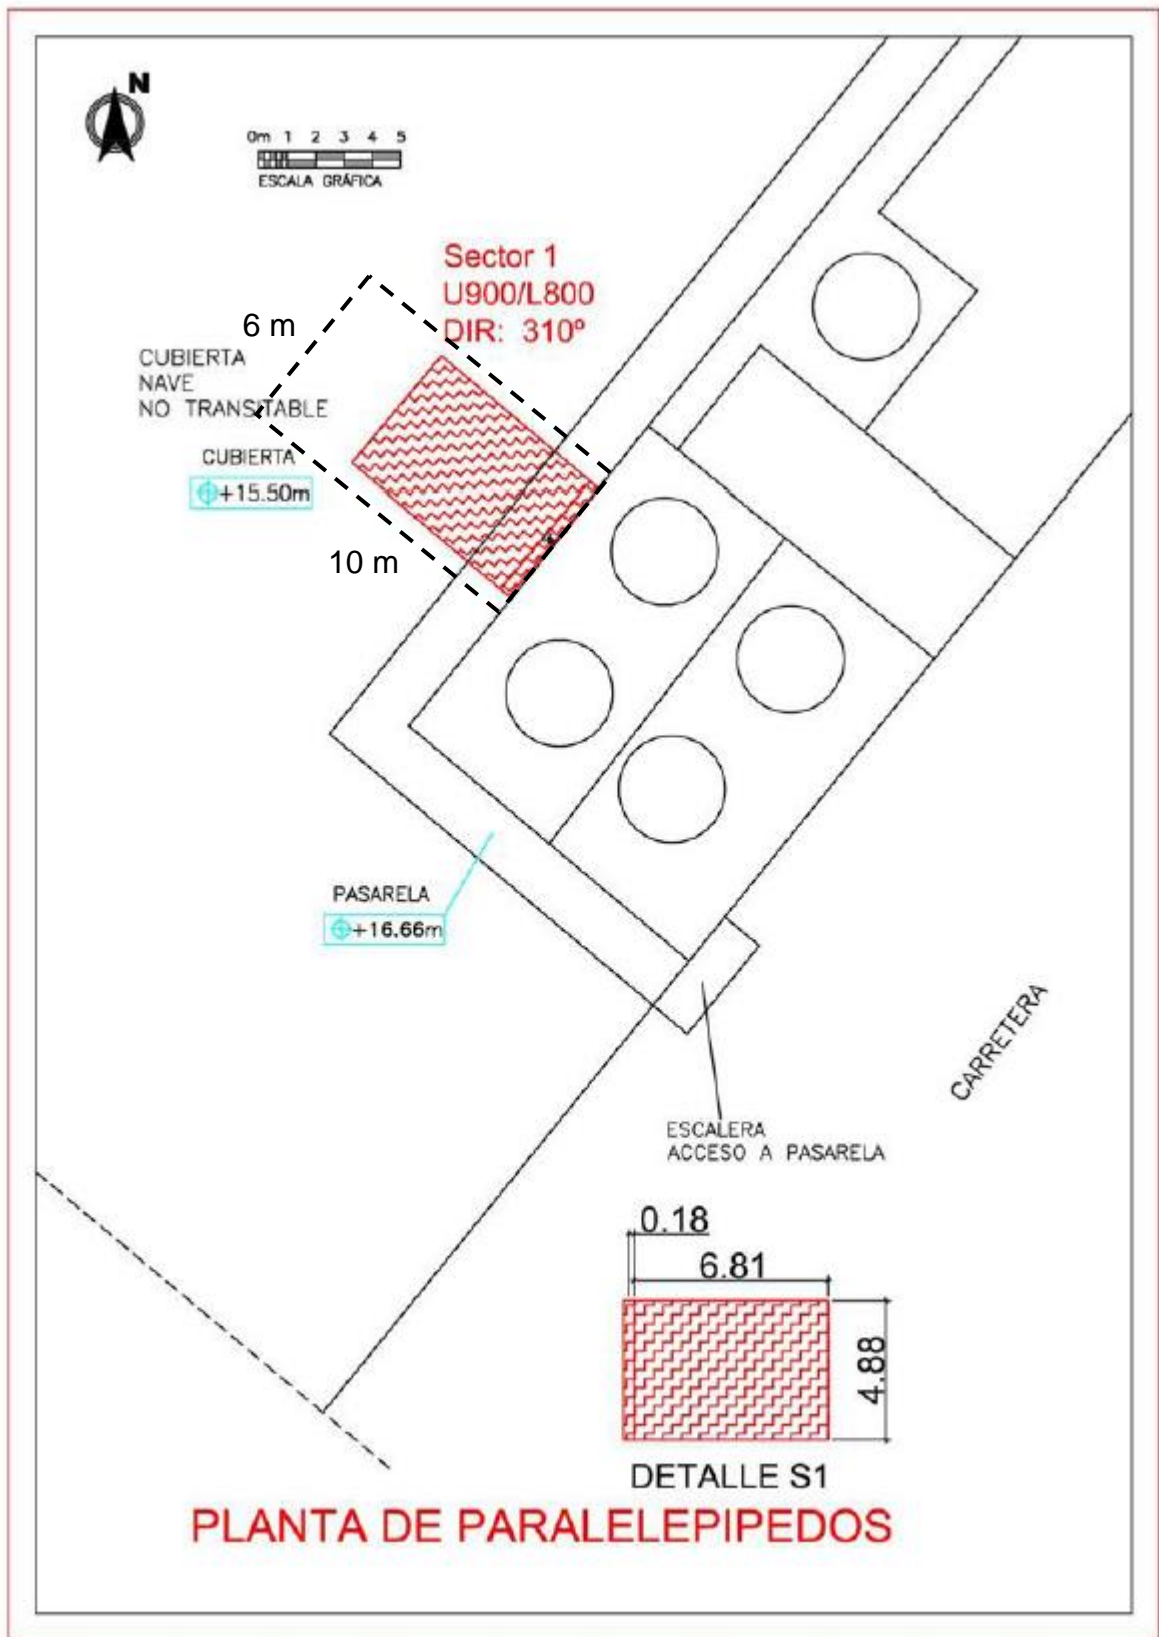 N
0m 1 2 3 4 5
ESCALA GRÁFICA
Sector 1
U900/L800
DIR: 310º
6 m
CUBIERTA
NAVE
NO TRANSITABLE
CUBIERTA
+15.50m
10 m
PASARELA
+16.66m
CARRETERA
ESCALERA
ACCESO A PASARELA
0.18
6.81
4.88
DETALLE S1
PLANTA DE PARALELEPIPEDOS